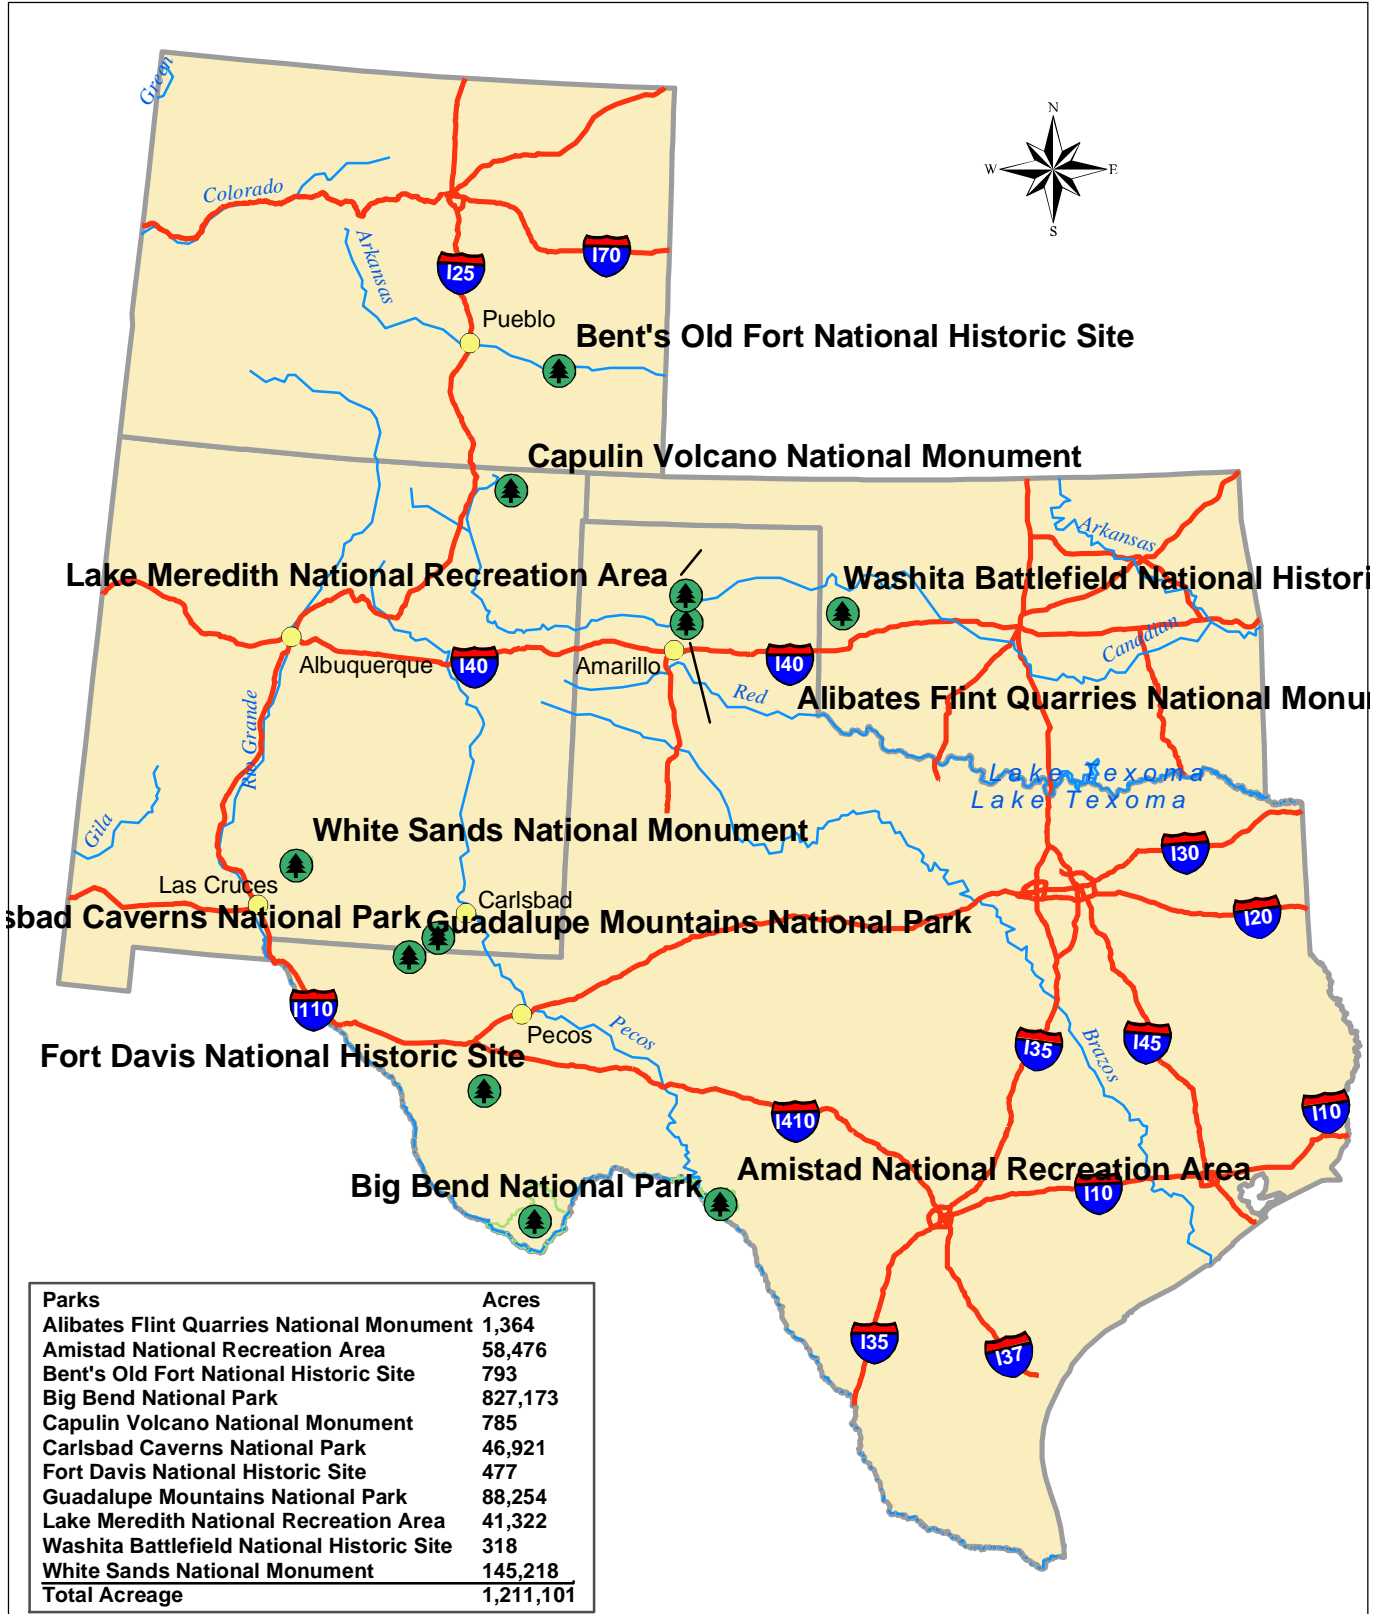 Green
N
W
E
S
Colorado
Arkansas
I25
I70
Pueblo
Bent's Old Fort National Historic Site
Capulin Volcano National Monument
Arkansas
Lake Meredith National Recreation Area
Washita Battlefield National Histori
Canadian
Albuquerque
I40
Amarillo
I40
Red
Rio Grande
Alibates Flint Quarries National Monu
Lake Texoma
Lake Texoma
Gila
White Sands National Monument
I30
Las Cruces
Carlsbad
sbad Caverns National Park
Guadalupe Mountains National Park
I20
I110
Pecos
Pecos
I35
Brazos
I45
Fort Davis National Historic Site
I410
I10
Big Bend National Park
Amistad National Recreation Area
I10
I35
I37
Parks Acres
Alibates Flint Quarries National Monument 1,364
Amistad National Recreation Area 58,476
Bent's Old Fort National Historic Site 793
Big Bend National Park 827,173
Capulin Volcano National Monument 785
Carlsbad Caverns National Park 46,921
Fort Davis National Historic Site 477
Guadalupe Mountains National Park 88,254
Lake Meredith National Recreation Area 41,322
Washita Battlefield National Historic Site 318
White Sands National Monument 145,218
Total Acreage 1,211,101